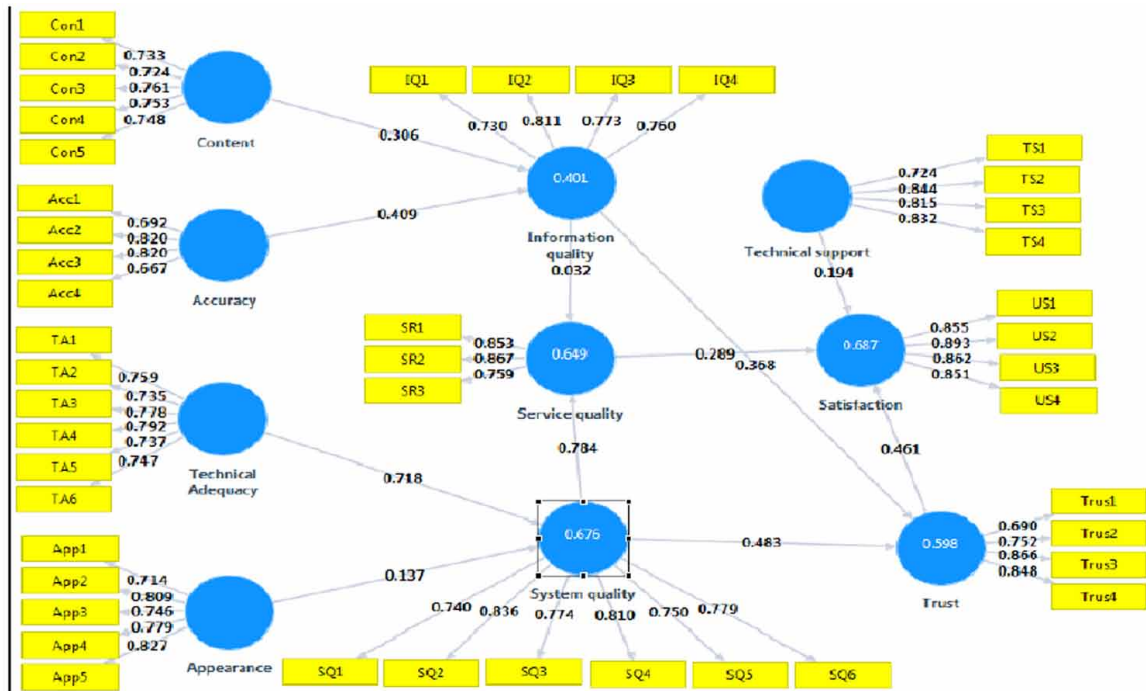 Con1
Con2
Con3
Con4
Con5
0.733
0.724
0.761
0.753
0.748
Content
0.306
IQ1
IQ2
IQ3
IQ4
0.730
0.811
0.773
0.760
0.401
Information
quality
0.032
Acc1
Acc2
Acc3
Acc4
0.692
0.820
0.820
0.667
Accuracy
0.409
TS1
TS2
TS3
TS4
0.724
0.844
0.815
0.832
Technical support
0.194
SR1
SR2
SR3
0.853
0.867
0.759
0.649
Service quality
0.784
0.289
0.368
0.687
Satisfaction
0.461
0.855
0.893
0.862
0.851
US1
US2
US3
US4
TA1
TA2
TA3
TA4
TA5
TA6
0.759
0.735
0.778
0.792
0.737
0.747
Technical
Adequacy
0.718
App1
App2
App3
App4
App5
0.714
0.809
0.746
0.779
0.827
Appearance
0.137
0.676
System quality
0.483
0.740
0.836
0.774
0.810
0.750
0.779
SQ1
SQ2
SQ3
SQ4
SQ5
SQ6
0.598
Trust
0.690
0.752
0.866
0.848
Trus1
Trus2
Trus3
Trus4